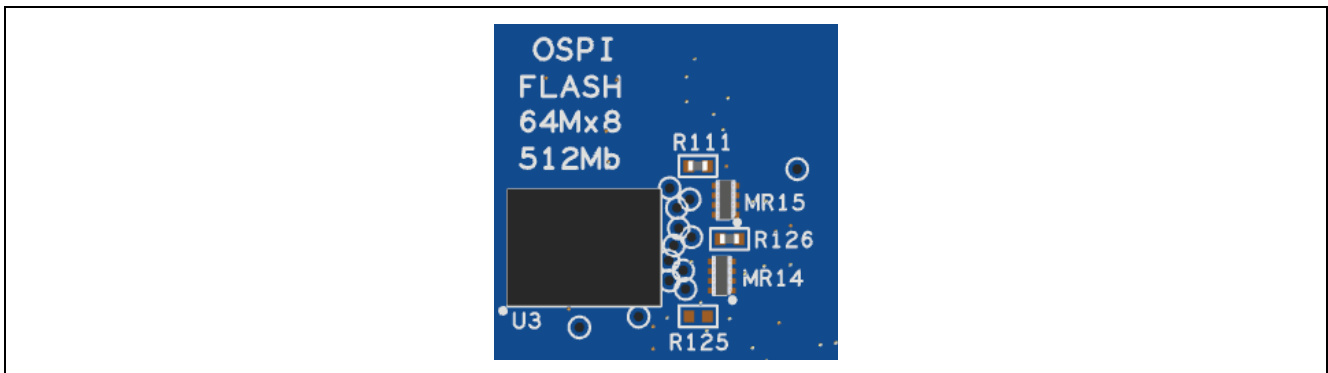 OSPI
FLASH
64Mx8
512Mb
R111
MR15
R126
MR14
U3
R125